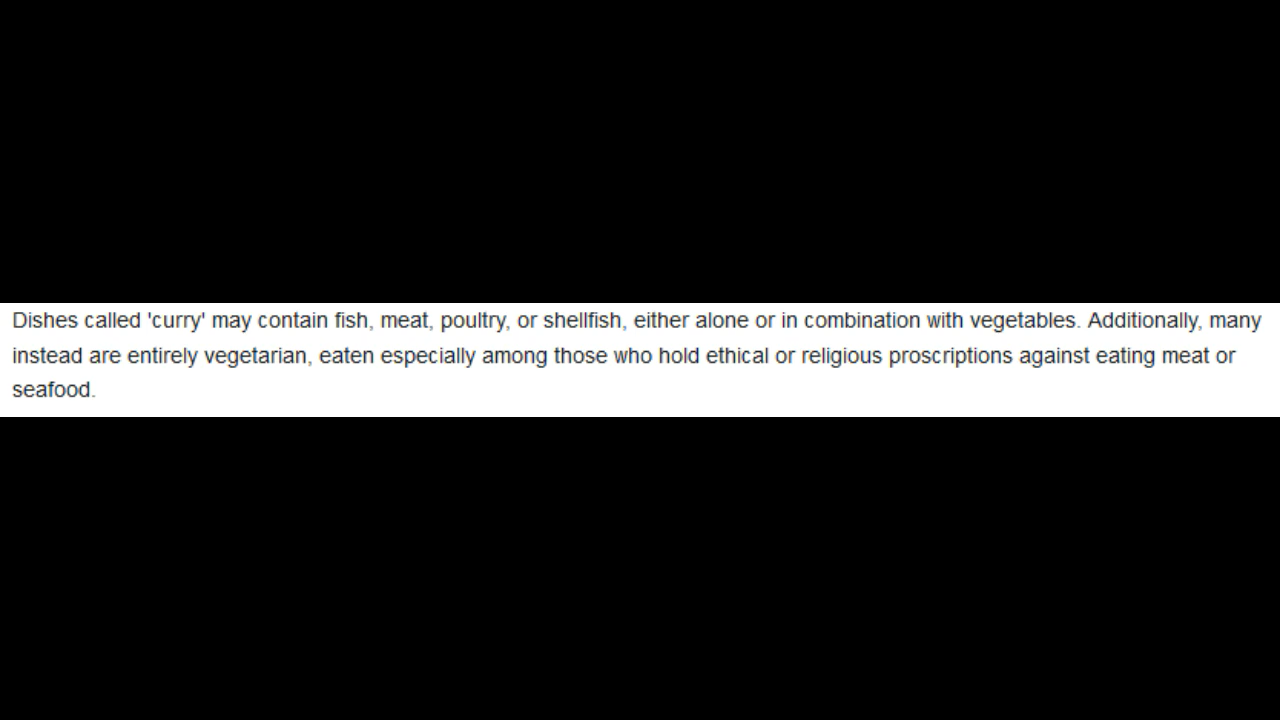 Dishes called 'curry' may contain fish, meat, poultry, or shellfish, either alone or in combination with vegetables. Additionally, many
instead are entirely vegetarian, eaten especially among those who hold ethical or religious proscriptions against eating meat or
seafood.